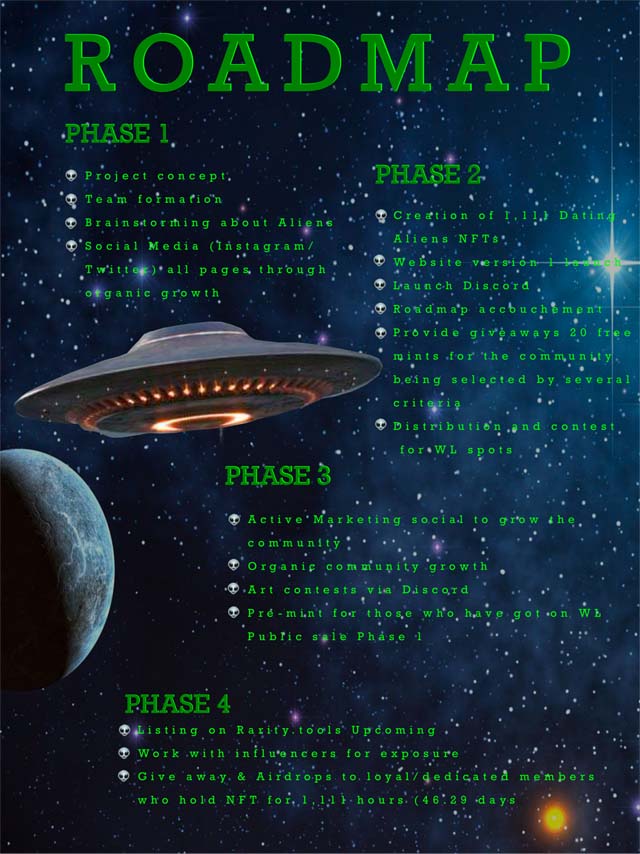 ROADMAP
PHASE 1
Project concept
Team formation
Brainstorming about Aliens
Social Media (Instagram/
Twitter) all pages through
organic growth
PHASE 2
Creation of 1,111 Dating
Aliens NFTs
Website version 1 launch
Launch Discord
Roadmap accouchement
Provide giveaways 20 free
mints for the community
being selected by several
criteria
Distribution and contest
for WL spots
PHASE 3
Active Marketing social to grow the
community
Organic community growth
Art contests via Discord
Pre-mint for those who have got on WL
Public sale Phase 1
PHASE 4
Listing on Rarity.tools Upcoming
Work with influencers for exposure
Give away & Airdrops to loyal/dedicated members
who hold NFT for 1,111 hours (46.29 days